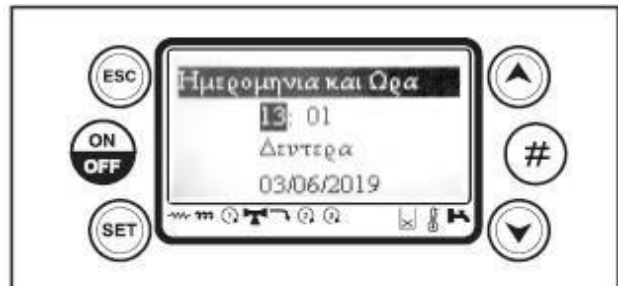 ESC
Ημερομηνια και Ωρα
13: 01
ON
OFF
Δευτερα
#
03/06/2019
SET